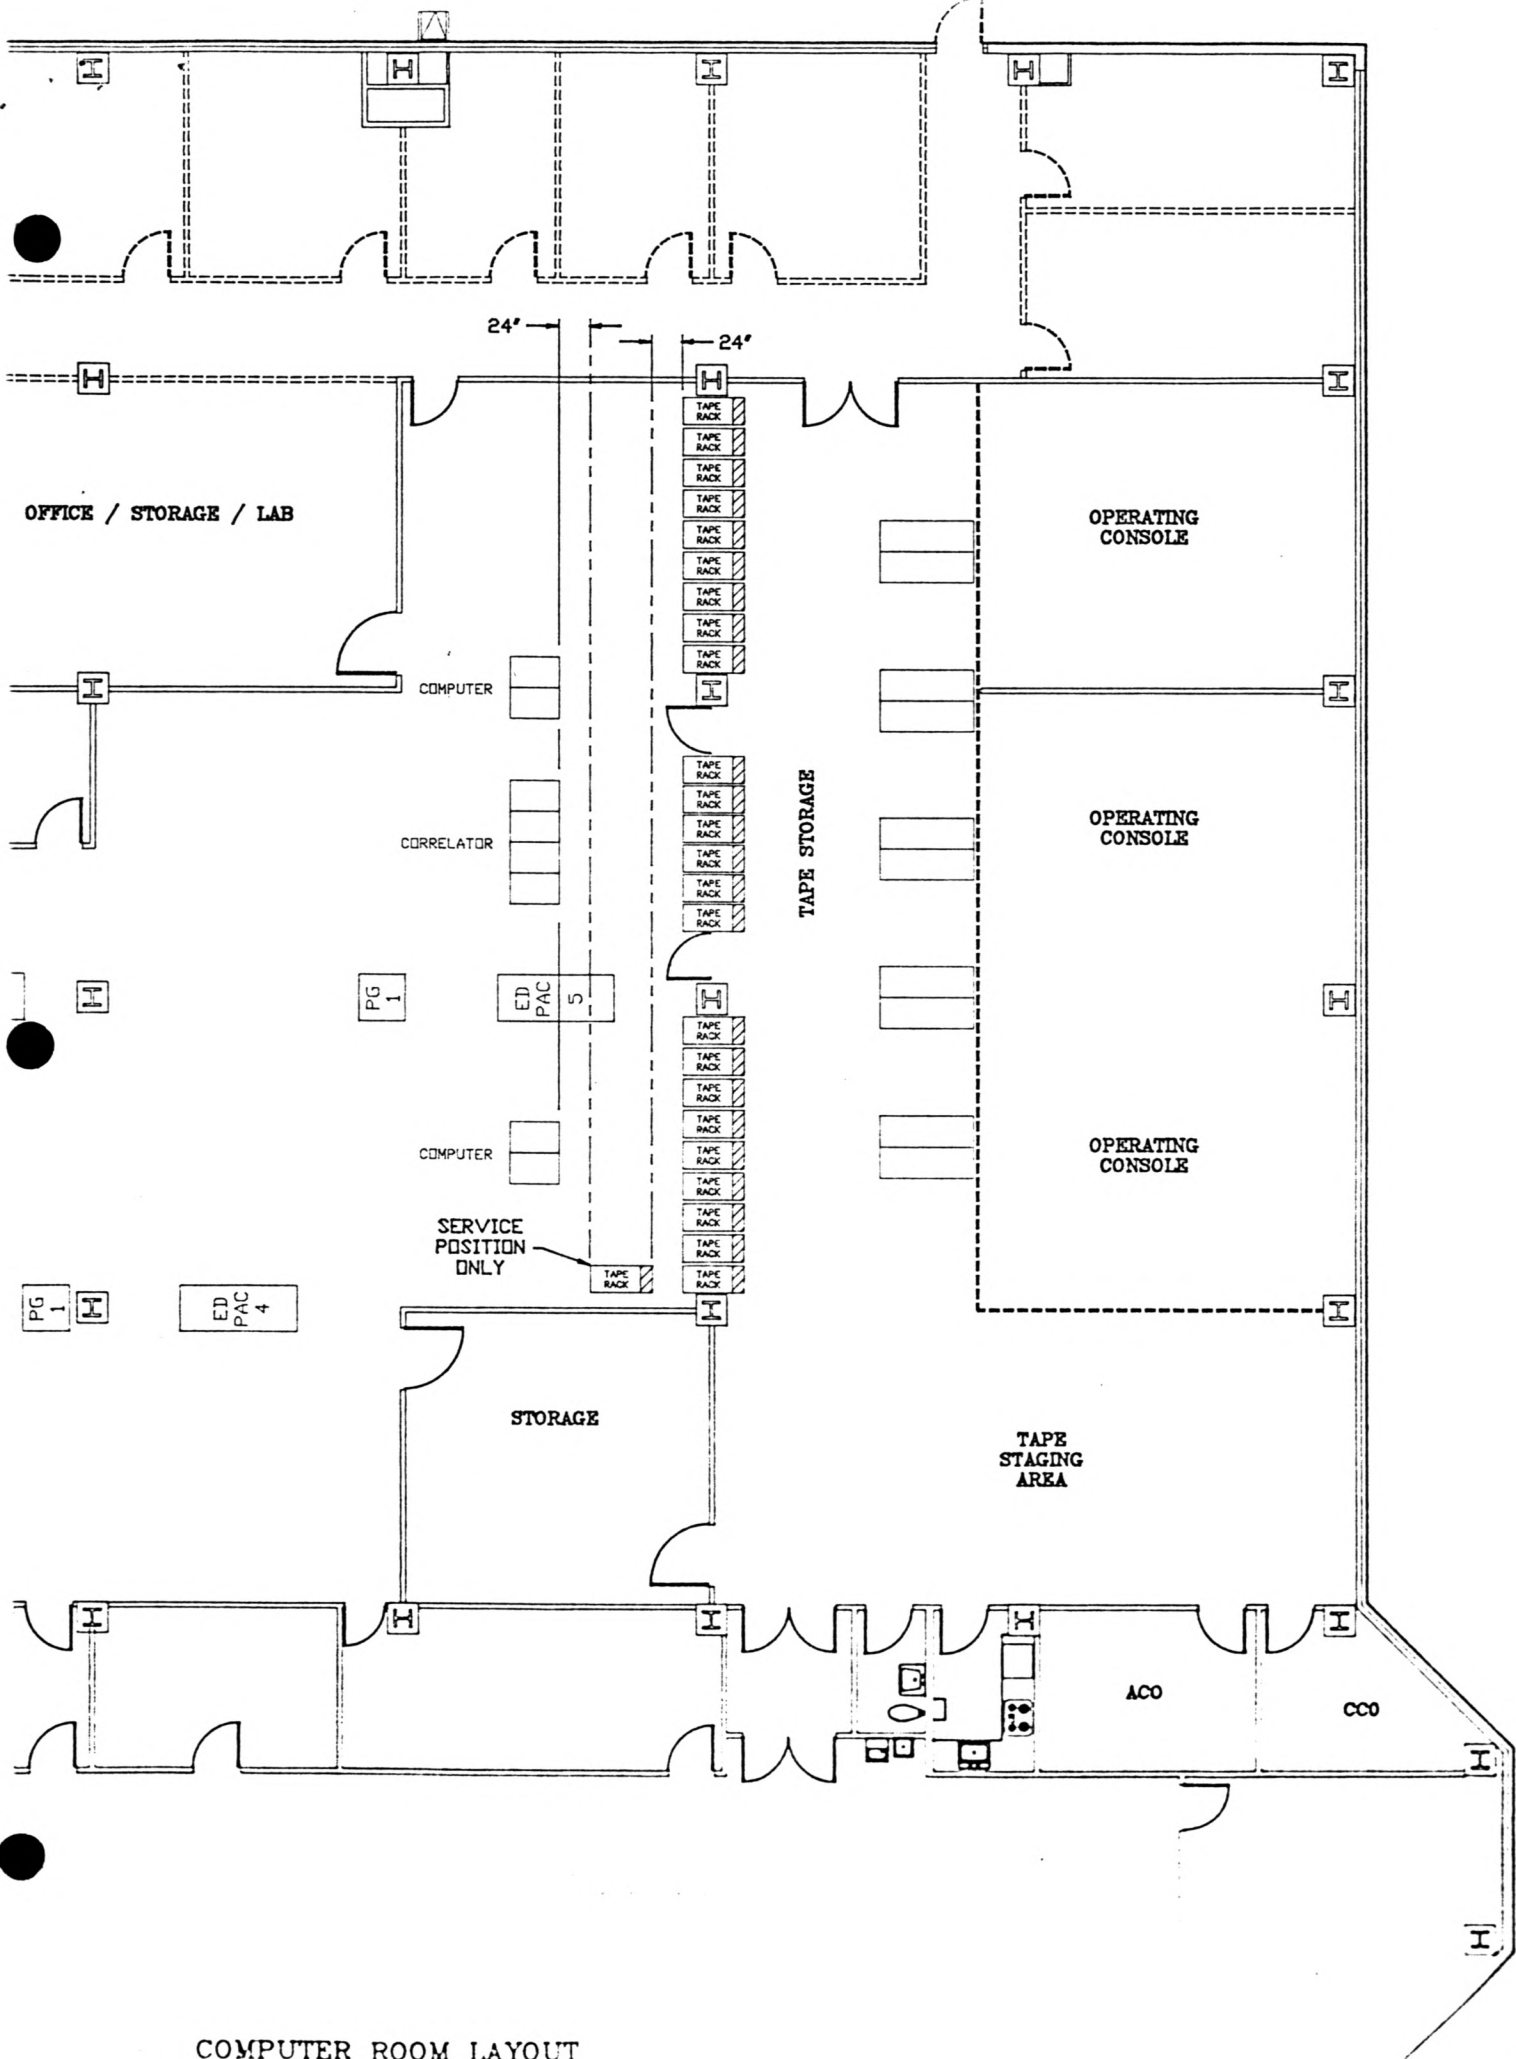 24"
24"
TAPE
RACK
TAPE
RACK
TAPE
RACK
TAPE
RACK
TAPE
RACK
TAPE
RACK
TAPE
RACK
TAPE
RACK
TAPE
RACK
OFFICE / STORAGE / LAB
OPERATING
CONSOLE
COMPUTER
TAPE
RACK
TAPE
RACK
TAPE
RACK
TAPE
RACK
TAPE
RACK
TAPE
RACK
TAPE STORAGE
OPERATING
CONSOLE
CORRELATOR
PG
1
ED
PAC
5
TAPE
RACK
TAPE
RACK
TAPE
RACK
TAPE
RACK
TAPE
RACK
TAPE
RACK
TAPE
RACK
TAPE
RACK
TAPE
RACK
COMPUTER
OPERATING
CONSOLE
SERVICE
POSITION
ONLY
TAPE
RACK
PG
1
ED
PAC
4
STORAGE
TAPE
STAGING
AREA
ACO
CCO
COMPUTER ROOM LAYOUT